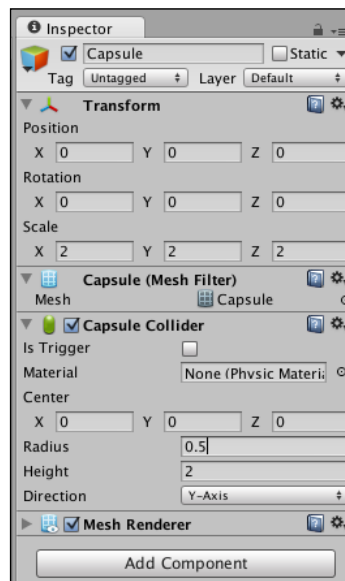 Inspector
Capsule Static
Tag Untagged Layer Default
Transform
Position
X 0 Y 0 Z 0
Rotation
X 0 Y 0 Z 0
Scale
X 2 Y 2 Z 2
Capsule (Mesh Filter)
Mesh Capsule
Capsule Collider
Is Trigger
Material None (Physic Materia
Center
X 0 Y 0 Z 0
Radius 0.5
Height 2
Direction Y-Axis
Mesh Renderer
Add Component